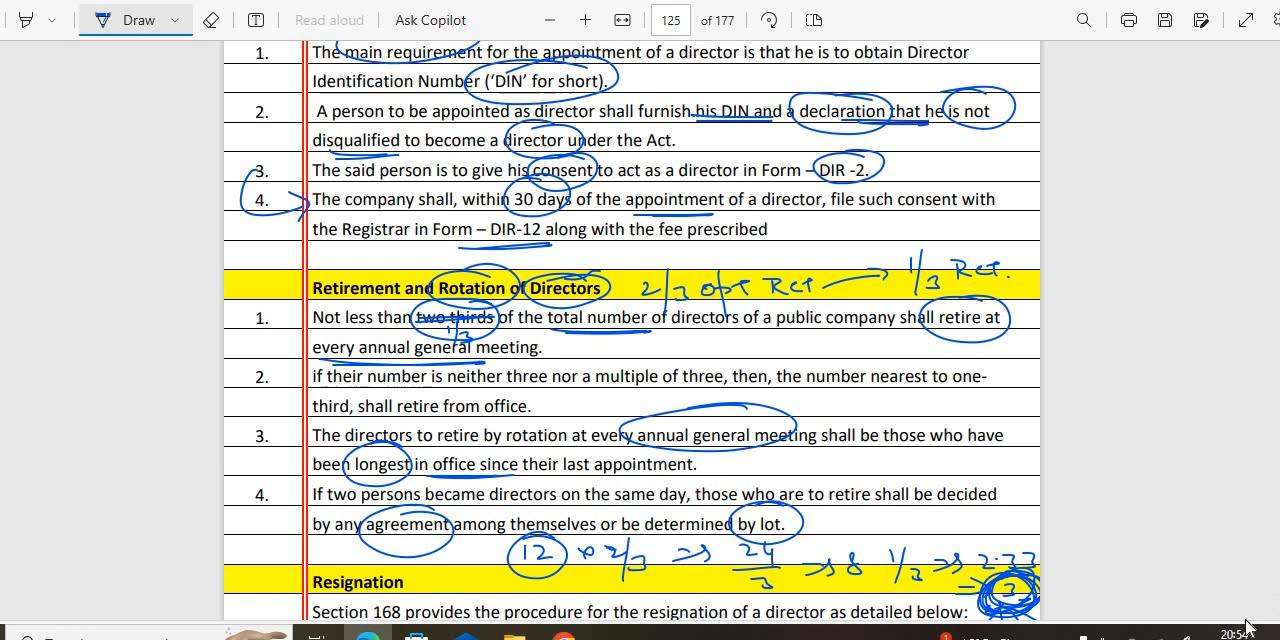 Draw
Read aloud
Ask Copilot
125
of 177
1. The main requirement for the appointment of a director is that he is to obtain Director
Identification Number ('DIN' for short).
2. A person to be appointed as director shall furnish his DIN and a declaration that he is not
disqualified to become a director under the Act.
3. The said person is to give his consent to act as a director in Form – DIR -2.
4. The company shall, within 30 days of the appointment of a director, file such consent with
the Registrar in Form – DIR-12 along with the fee prescribed
Retirement and Rotation of Directors 2/3 opt Ret → 1/3 Ret.
1. Not less than two-thirds of the total number of directors of a public company shall retire at
1/3
every annual general meeting.
2. if their number is neither three nor a multiple of three, then, the number nearest to one-
third, shall retire from office.
3. The directors to retire by rotation at every annual general meeting shall be those who have
been longest in office since their last appointment.
4. If two persons became directors on the same day, those who are to retire shall be decided
by any agreement among themselves or be determined by lot.
12 × 2/3 ⇒ 24/3 ⇒ 8 1/3 ⇒ 2.33
⇒ 3
Resignation
Section 168 provides the procedure for the resignation of a director as detailed below:
20:54